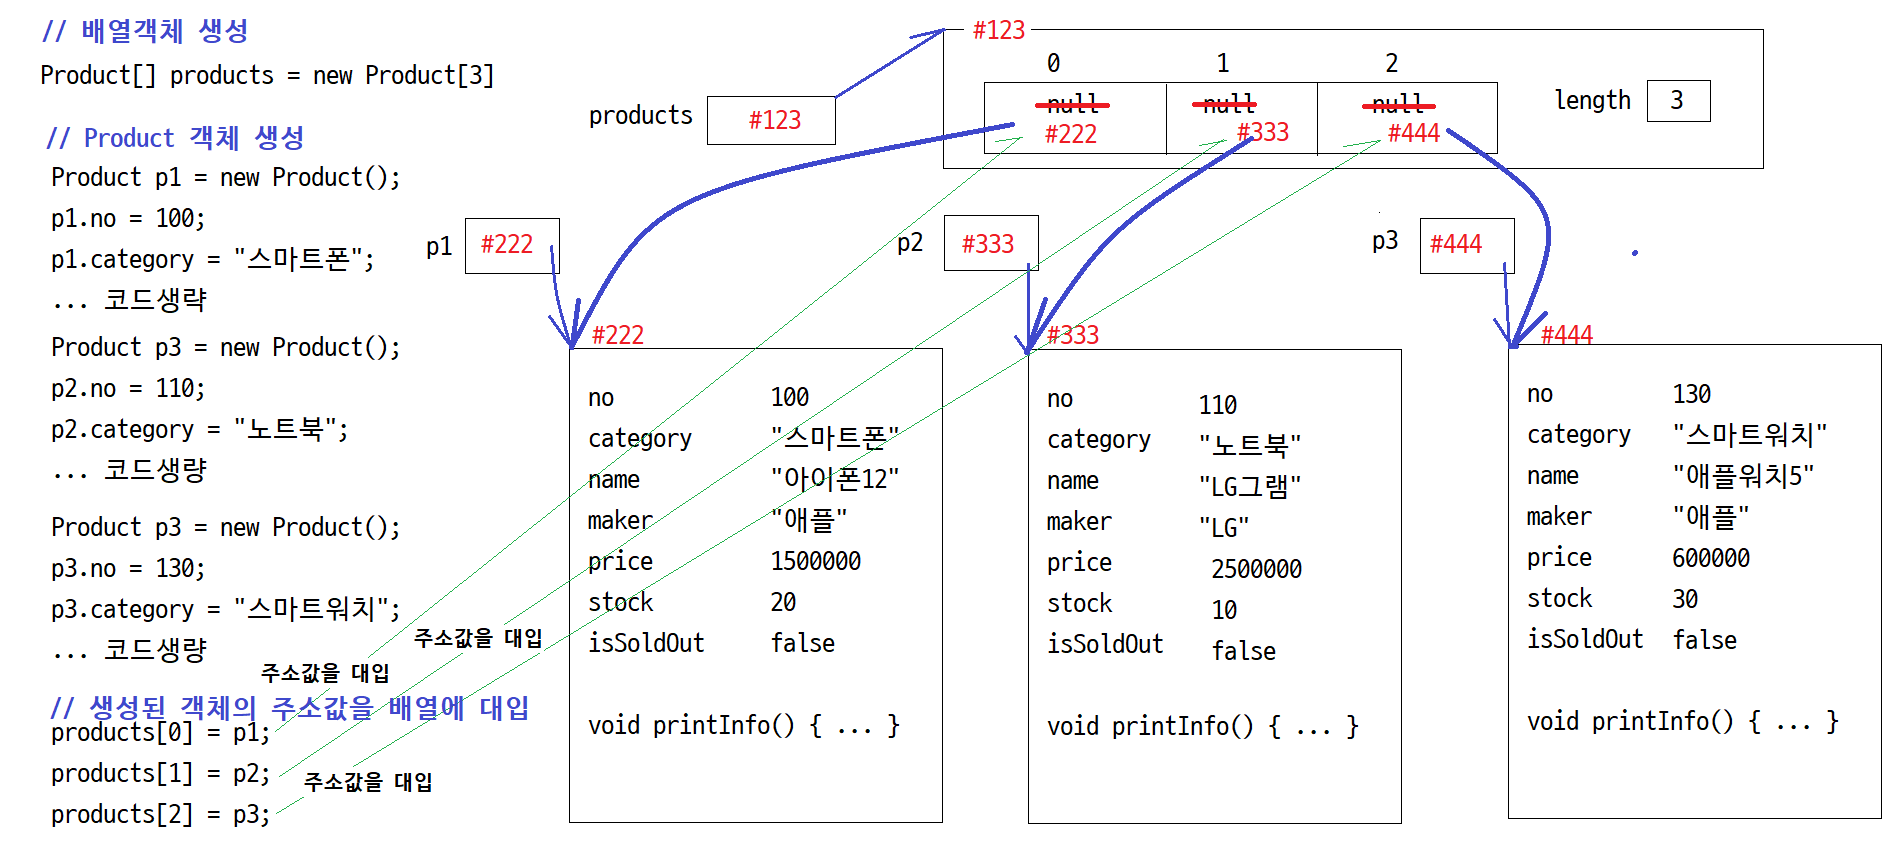 // 배열객체 생성
Product[] products = new Product[3]
// Product 객체 생성
Product p1 = new Product();
p1.no = 100;
p1.category = "스마트폰";
... 코드생략
Product p3 = new Product();
p2.no = 110;
p2.category = "노트북";
... 코드생량
Product p3 = new Product();
p3.no = 130;
p3.category = "스마트워치";
... 코드생량
주소값을 대입
주소값을 대입
// 생성된 객체의 주소값을 배열에 대입
products[0] = p1;
products[1] = p2;
주소값을 대입
products[2] = p3;
products #123
#123
0 1 2
null null null
#222 #333 #444
length 3
p1 #222
p2 #333
p3 #444
#222
no 100
category "스마트폰"
name "아이폰12"
maker "애플"
price 1500000
stock 20
isSoldOut false
void printInfo() { ... }
#333
no 110
category "노트북"
name "LG그램"
maker "LG"
price 2500000
stock 10
isSoldOut false
void printInfo() { ... }
#444
no 130
category "스마트워치"
name "애플워치5"
maker "애플"
price 600000
stock 30
isSoldOut false
void printInfo() { ... }